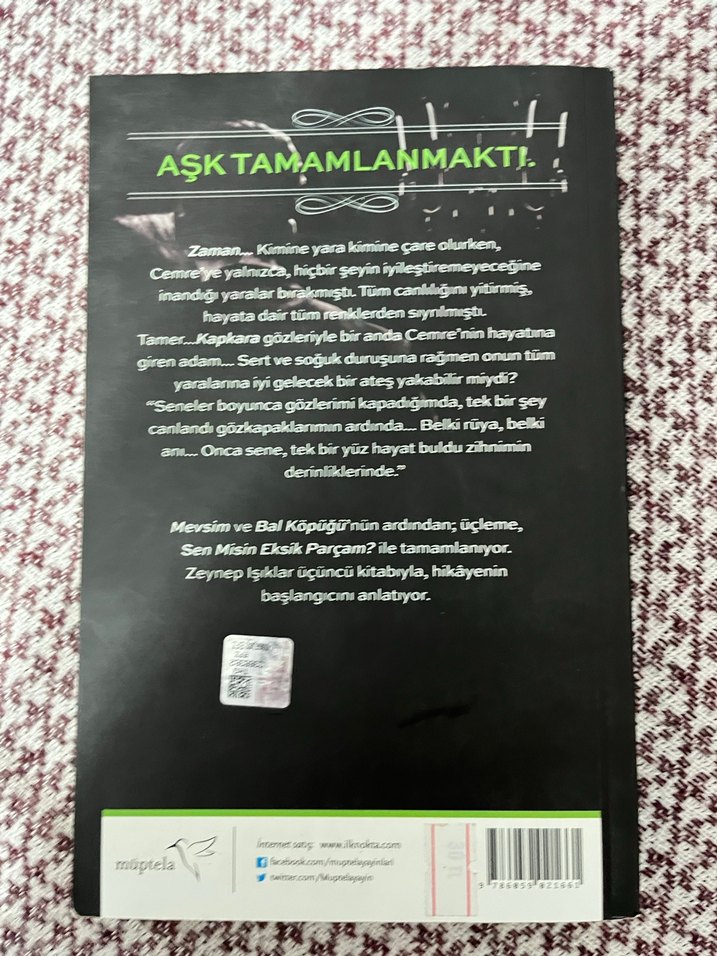 AŞK TAMAMLANMAKTI.
Zaman... Kimine yara kimine çare olurken,
Cemre'ye yalnızca, hiçbir şeyin iyileştiremeyeceğine
inandığı yaralar bırakmıştı. Tüm canlılığını yitirmiş,
hayata dair tüm renklerden sıyrılmıştı.
Tamer...Kapkara gözleriyle bir anda Cemre'nin hayatına
giren adam... Sert ve soğuk duruşuna rağmen onun tüm
yaralarına iyi gelecek bir ateş yakabilir miydi?
"Seneler boyunca gözlerimi kapadığımda, tek bir şey
canlandı gözkapaklarımın ardında... Belki rüya, belki
anı... Onca sene, tek bir yüz hayat buldu zihnimin
derinliklerinde."
Mevsim ve Bal Köpüğü'nün ardından; üçleme,
Sen Misin Eksik Parçam? ile tamamlanıyor.
Zeynep Işıklar üçüncü kitabıyla, hikâyenin
başlangıcını anlatıyor.
müptela
İnternet satış: www.ilknokta.com
facebook.com/muptelayayinlari
twitter.com/Muptelayayin
9 786059 021661